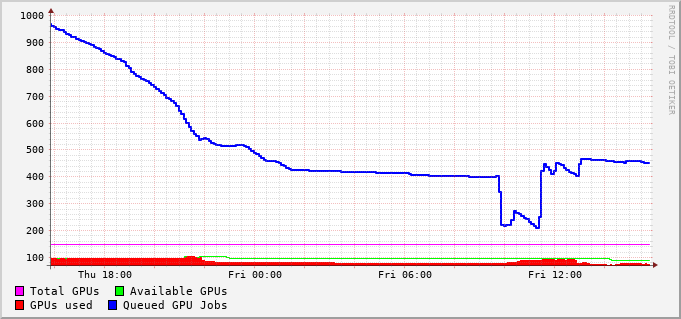 1000
900
800
700
600
500
400
300
200
100
Thu 18:00 Fri 00:00 Fri 06:00 Fri 12:00
Total GPUs Available GPUs
GPUs used Queued GPU Jobs
RRDTOOL / TOBI OETIKER